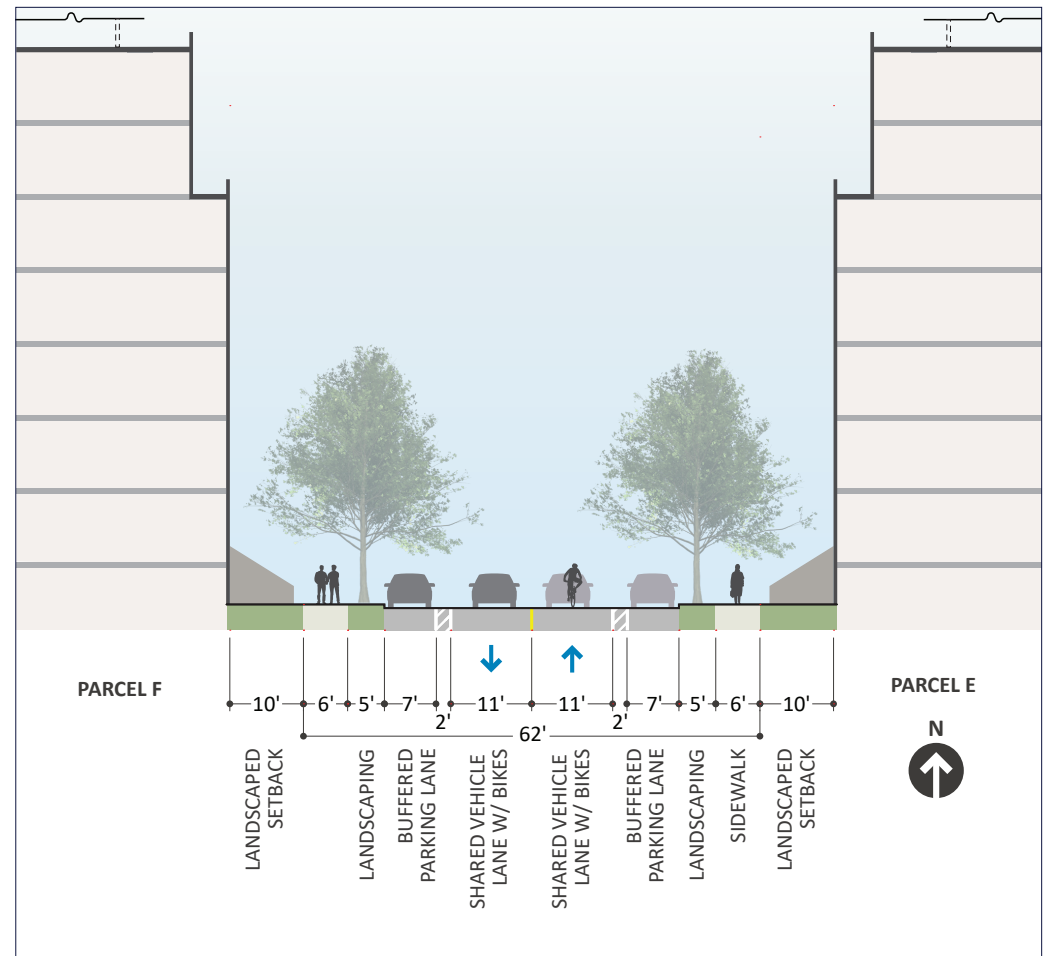 PARCEL F
PARCEL E
N
10'
6'
5'
7'
2'
11'
11'
2'
7'
5'
6'
10'
62'
LANDSCAPED
SETBACK
LANDSCAPING
BUFFERED
PARKING LANE
SHARED VEHICLE
LANE W/ BIKES
SHARED VEHICLE
LANE W/ BIKES
BUFFERED
PARKING LANE
LANDSCAPING
SIDEWALK
LANDSCAPED
SETBACK